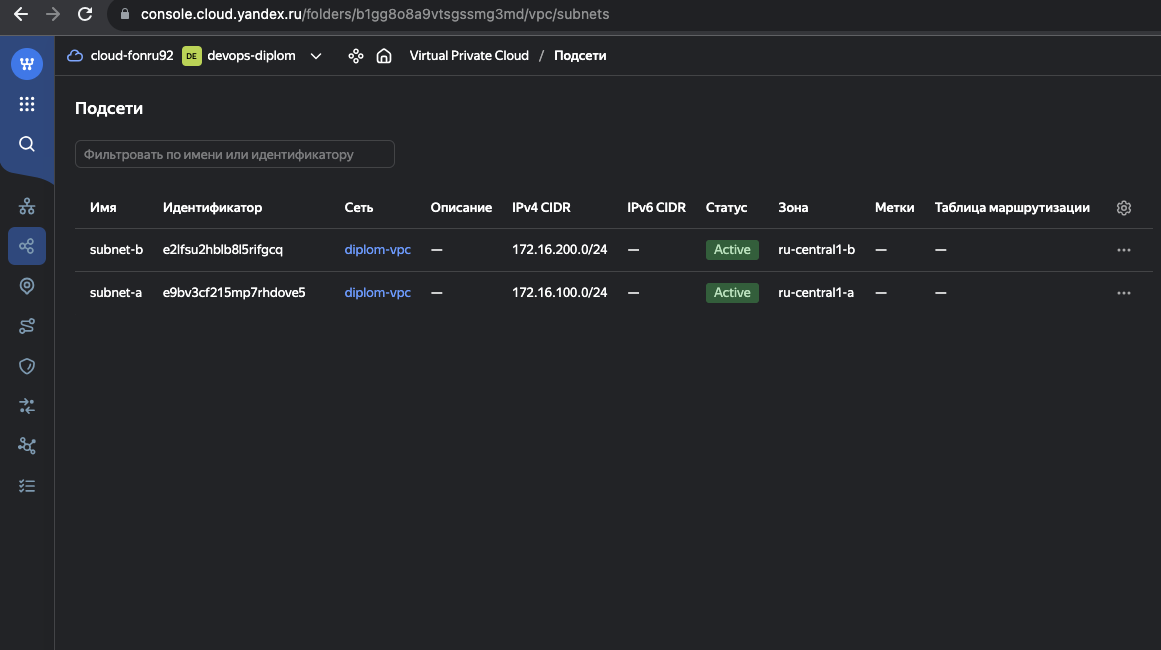 console.cloud.yandex.ru/folders/b1gg8o8a9vtsgssmg3md/vpc/subnets
cloud-fonru92 DE devops-diplom Virtual Private Cloud / Подсети
Подсети
Фильтровать по имени или идентификатору
Имя Идентификатор Сеть Описание IPv4 CIDR IPv6 CIDR Статус Зона Метки Таблица маршрутизации
subnet-b e2lfsu2hblb8l5rifgcq diplom-vpc — 172.16.200.0/24 — Active ru-central1-b — —
subnet-a e9bv3cf215mp7rhdove5 diplom-vpc — 172.16.100.0/24 — Active ru-central1-a — —